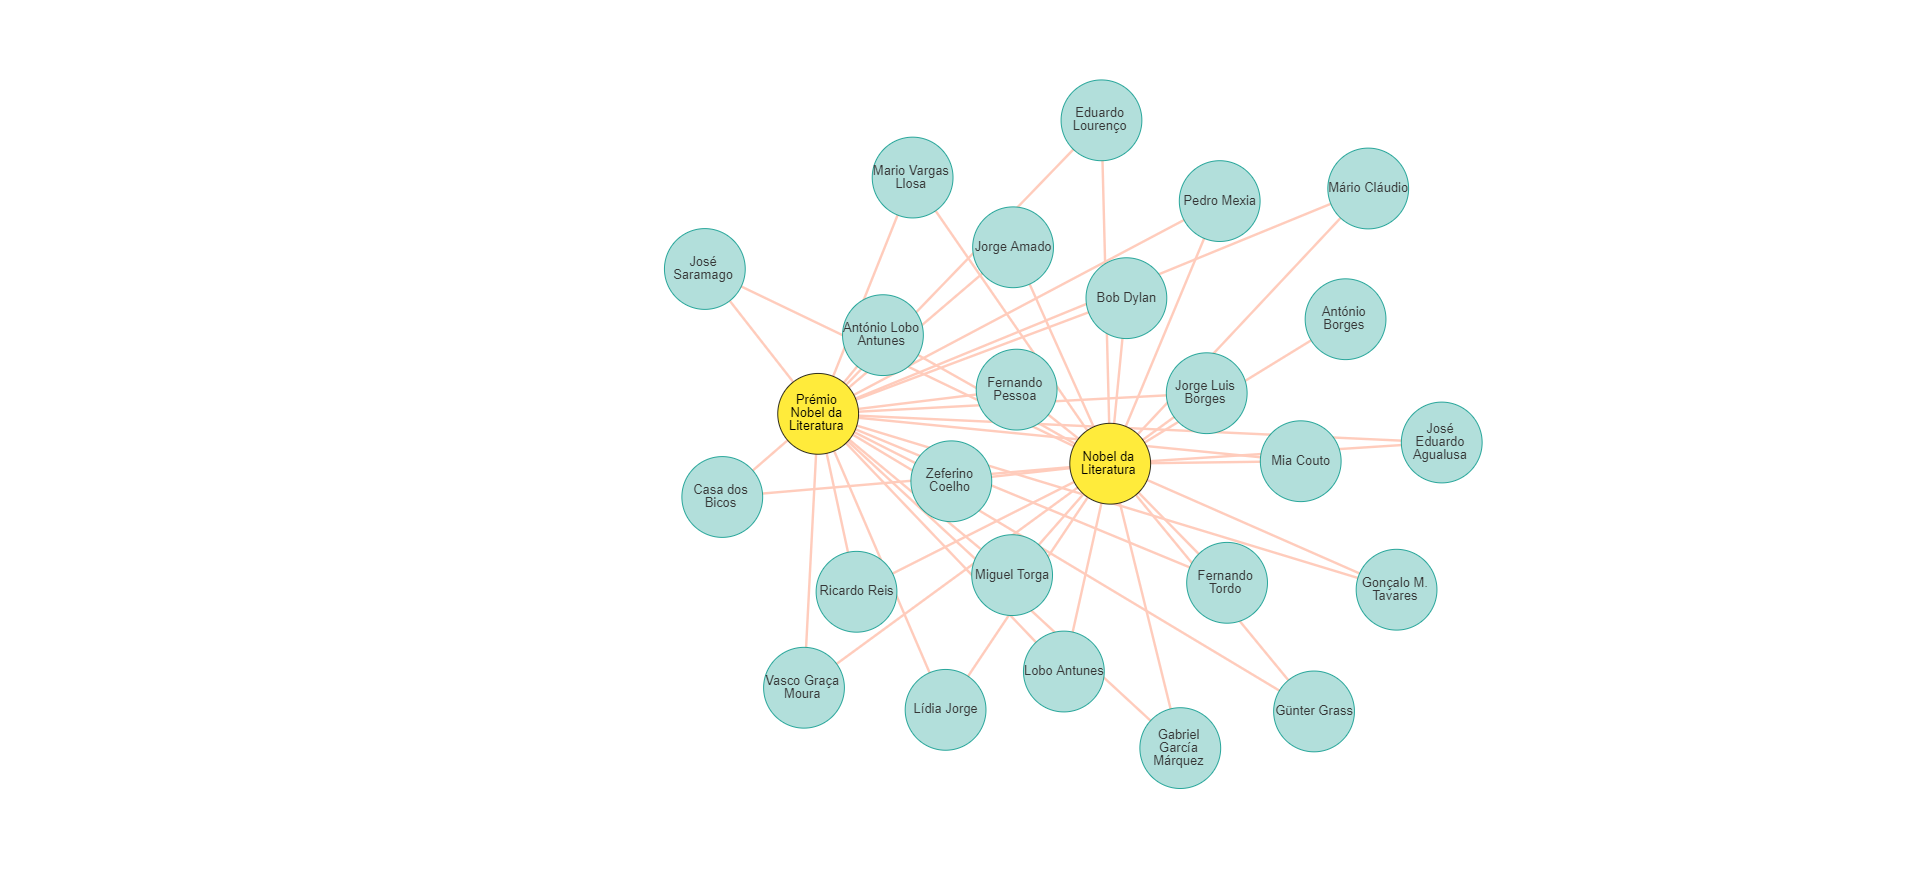 Eduardo
Lourenço
Mario Vargas
Llosa
Pedro Mexia
Mário Cláudio
Jorge Amado
José
Saramago
Bob Dylan
António Lobo
Antunes
António
Borges
Fernando
Pessoa
Jorge Luis
Borges
Prémio
Nobel da
Literatura
José
Eduardo
Agualusa
Nobel da
Literatura
Mia Couto
Zeferino
Coelho
Casa dos
Bicos
Miguel Torga
Fernando
Tordo
Gonçalo M.
Tavares
Ricardo Reis
Lobo Antunes
Vasco Graça
Moura
Lídia Jorge
Günter Grass
Gabriel
García
Márquez